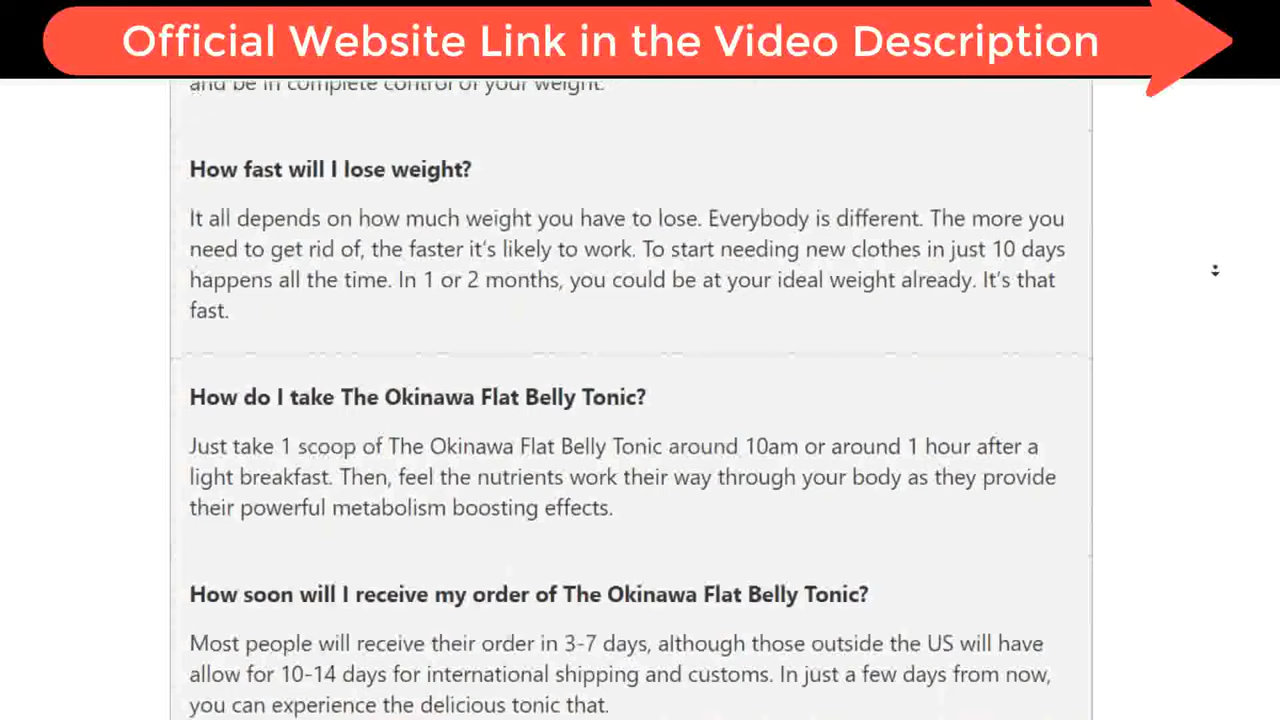 Official Website Link in the Video Description
and be in complete control of your weight.
How fast will I lose weight?
It all depends on how much weight you have to lose. Everybody is different. The more you
need to get rid of, the faster it's likely to work. To start needing new clothes in just 10 days
happens all the time. In 1 or 2 months, you could be at your ideal weight already. It's that
fast.
How do I take The Okinawa Flat Belly Tonic?
Just take 1 scoop of The Okinawa Flat Belly Tonic around 10am or around 1 hour after a
light breakfast. Then, feel the nutrients work their way through your body as they provide
their powerful metabolism boosting effects.
How soon will I receive my order of The Okinawa Flat Belly Tonic?
Most people will receive their order in 3-7 days, although those outside the US will have
allow for 10-14 days for international shipping and customs. In just a few days from now,
you can experience the delicious tonic that.